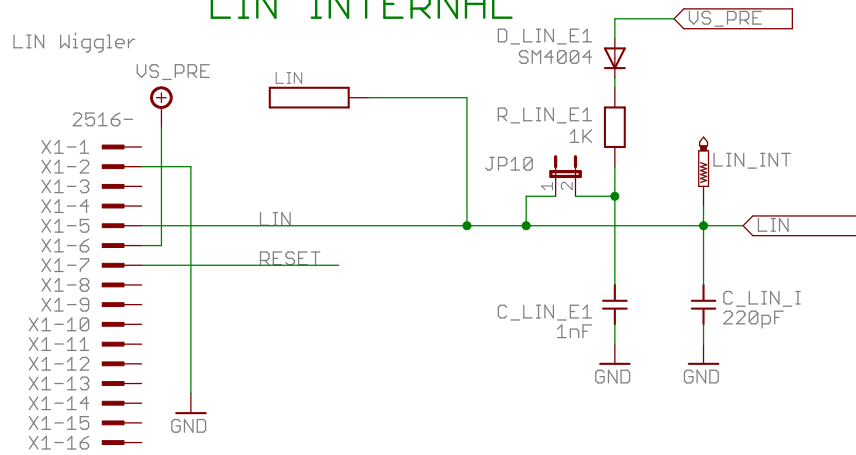 LIN INTERNAL
LIN Wiggler
VS_PRE
2516-
X1-1
X1-2
X1-3
X1-4
X1-5
X1-6
X1-7
X1-8
X1-9
X1-10
X1-11
X1-12
X1-13
X1-14
X1-15
X1-16
GND
LIN
LIN
RESET
VS_PRE
D_LIN_E1
SM4004
R_LIN_E1
1K
JP10
1
2
LIN_INT
LIN
C_LIN_E1
1nF
GND
C_LIN_I
220pF
GND